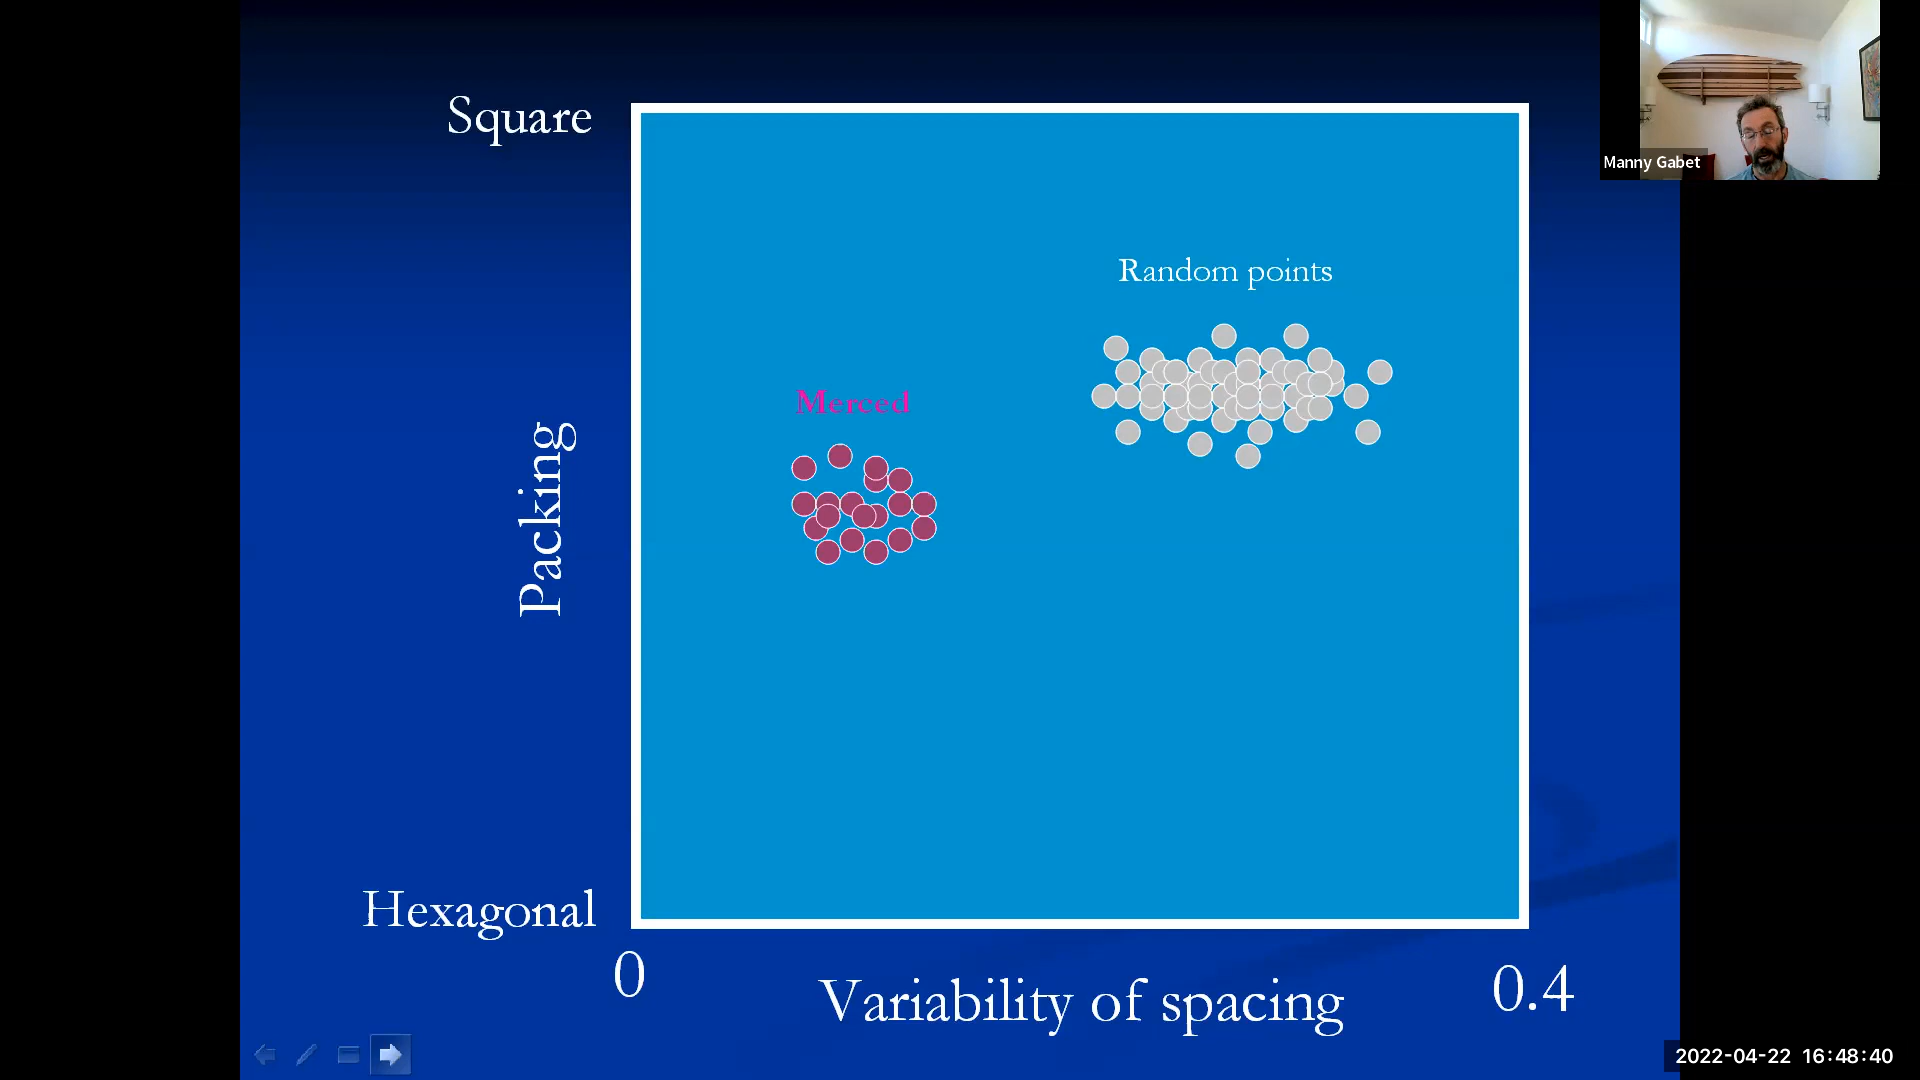 Square
Random points
Merced
Packing
Hexagonal
0
Variability of spacing
0.4
Manny Gabet
2022-04-22 16:48:40